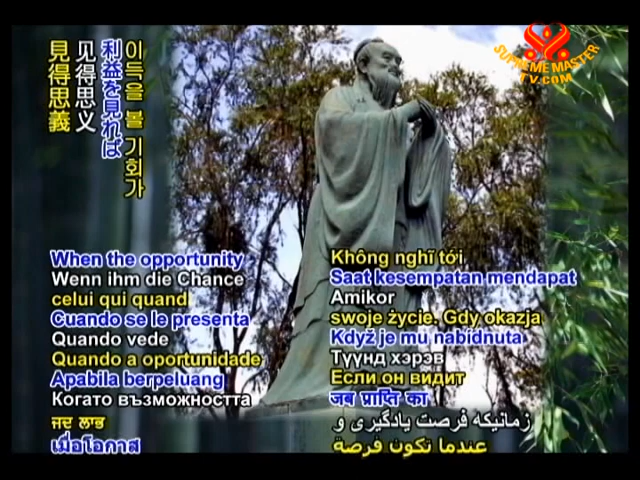 SUPREME MASTER
TV.COM
이득을 볼 기회가
利益を見れば
见得思义
見得思義
When the opportunity
Wenn ihm die Chance
celui qui quand
Cuando se le presenta
Quando vede
Quando a oportunidade
Apabila berpeluang
Когато възможността
ਜਦ ਲਾਭ
เมื่อโอกาส
Không nghĩ tới
Saat kesempatan mendapat
Amikor
swoje życie. Gdy okazja
Když je mu nabídnuta
Түүнд хэрэв
Если он видит
जब प्राप्ति का
زمانیکه فرصت یادگیری و
عندما تكون فرصة